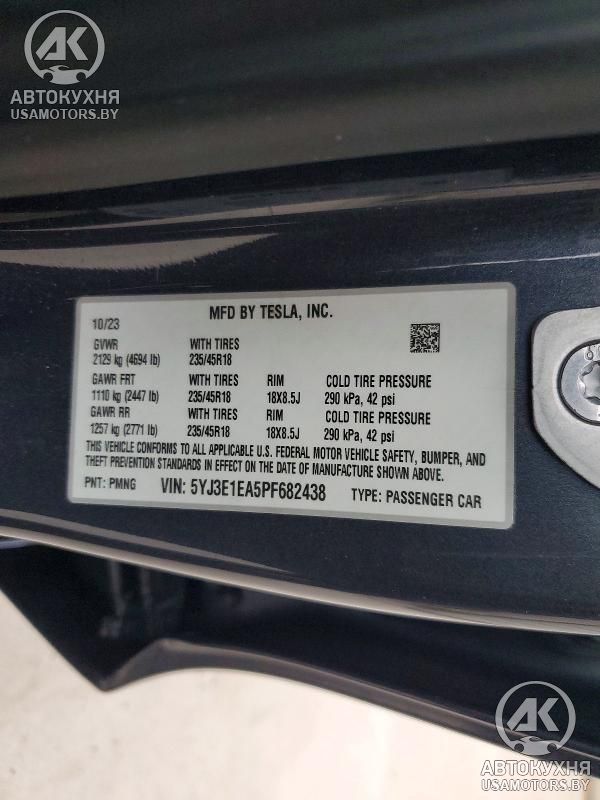 AK
АВТОКУХНЯ
USAMOTORS.BY
MFD BY TESLA, INC.
10/23
GVWR WITH TIRES
2129 kg (4694 lb) 235/45R18
GAWR FRT WITH TIRES RIM COLD TIRE PRESSURE
1110 kg (2447 lb) 235/45R18 18X8.5J 290 kPa, 42 psi
GAWR RR WITH TIRES RIM COLD TIRE PRESSURE
1257 kg (2771 lb) 235/45R18 18X8.5J 290 kPa, 42 psi
THIS VEHICLE CONFORMS TO ALL APPLICABLE U.S. FEDERAL MOTOR VEHICLE SAFETY, BUMPER, AND
THEFT PREVENTION STANDARDS IN EFFECT ON THE DATE OF MANUFACTURE SHOWN ABOVE.
PNT: PMNG VIN: 5YJ3E1EA5PF682438 TYPE: PASSENGER CAR
AK
АВТОКУХНЯ
USAMOTORS.BY